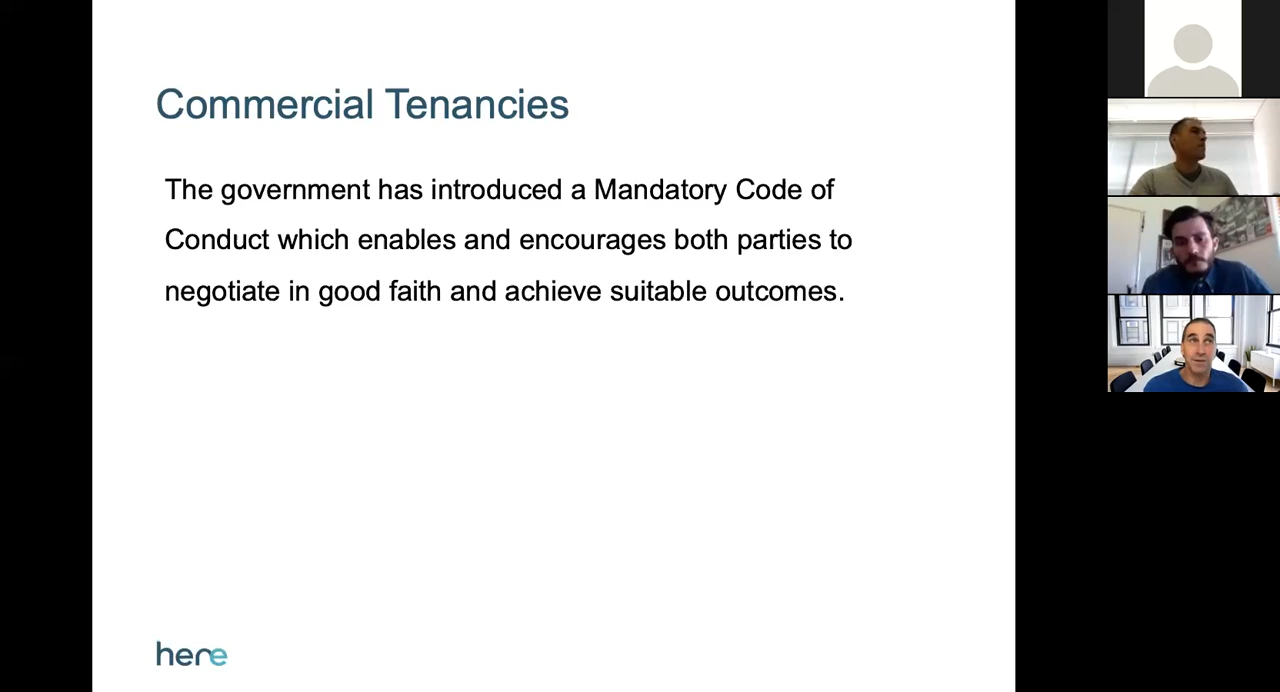 Commercial Tenancies
The government has introduced a Mandatory Code of
Conduct which enables and encourages both parties to
negotiate in good faith and achieve suitable outcomes.
here